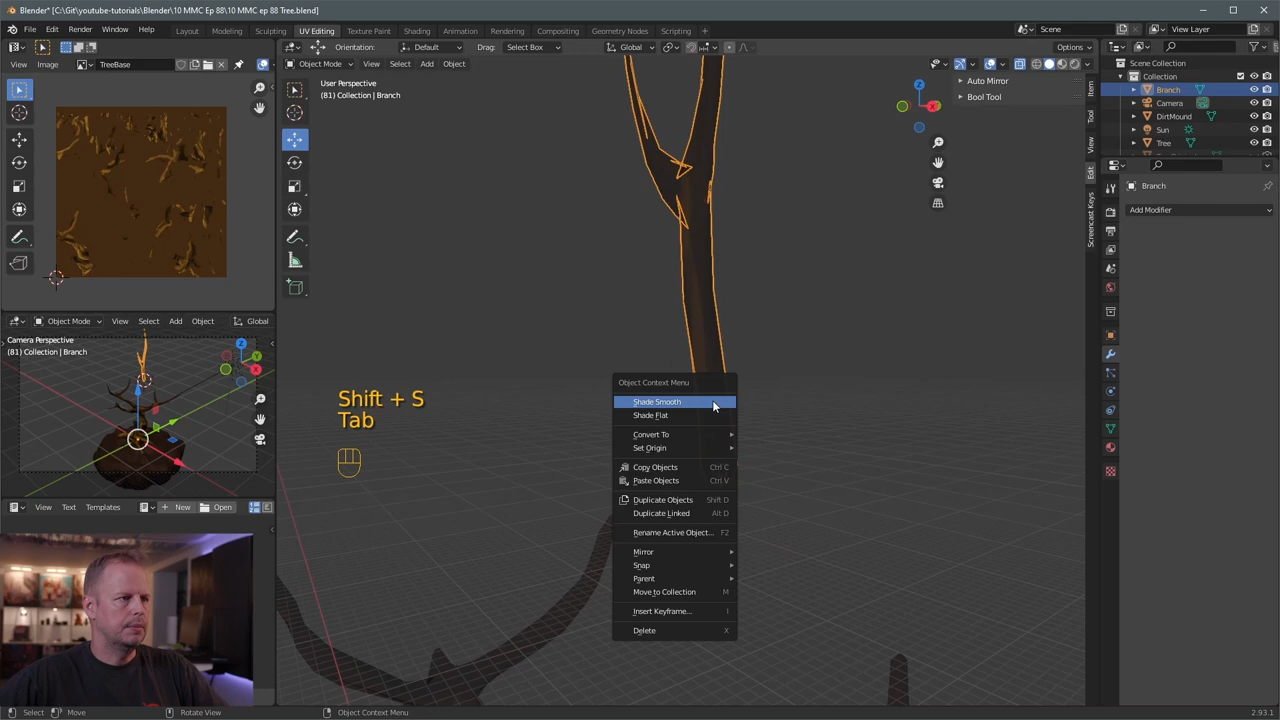 Blender* [C:\Git\youtube-tutorials\Blender\10 MMC Ep 88\10 MMC ep 88 Tree.blend]
File Edit Render Window Help
Layout Modeling Sculpting UV Editing Texture Paint Shading Animation Rendering Compositing Geometry Nodes Scripting +
Scene
View Layer
Orientation: Default Drag: Select Box Global Options
View Image TreeBase
Object Mode View Select Add Object
User Perspective
(81) Collection | Branch
Auto Mirror
Bool Tool
Item
Tool
View
Edit
Screencast Keys
Scene Collection
Collection
Branch
Camera
DirtMound
Sun
Tree
Branch
Add Modifier
Object Mode View Select Add Object Global
Camera Perspective
(81) Collection | Branch
Shift + S
Tab
Object Context Menu
Shade Smooth
Shade Flat
Convert To
Set Origin
Copy Objects Ctrl C
Paste Objects Ctrl V
Duplicate Objects Shift D
Duplicate Linked Alt D
Rename Active Object... F2
Mirror
Snap
Parent
Move to Collection M
Insert Keyframe... I
Delete X
View Text Templates + New Open
Select Move Rotate View Object Context Menu 2.93.1